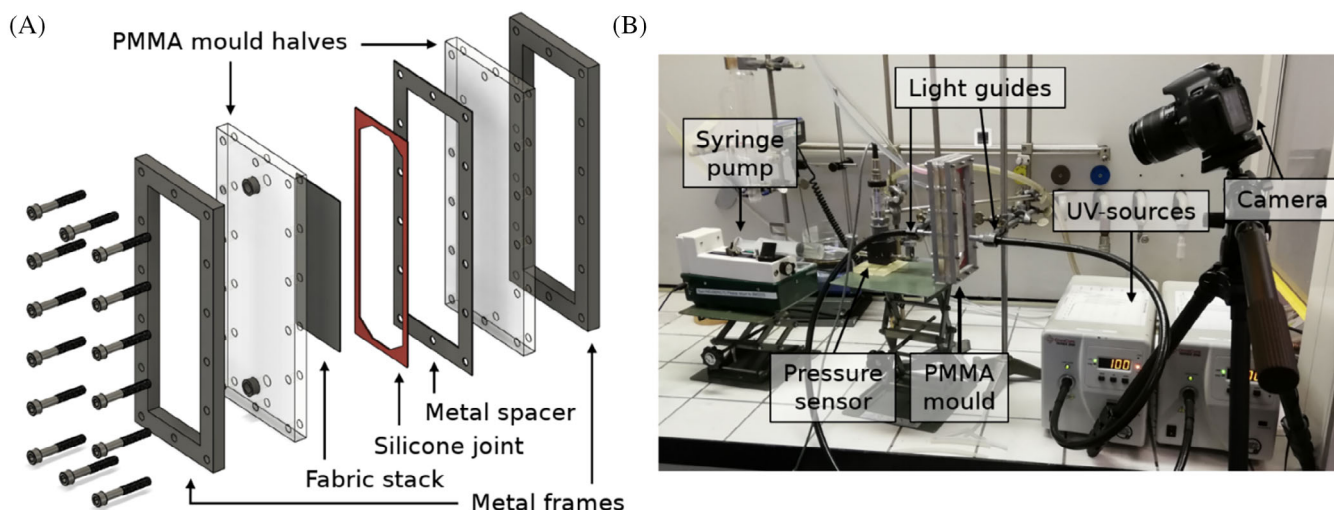 (A)
PMMA mould halves
Metal spacer
Silicone joint
Fabric stack
Metal frames
(B)
Light guides
Syringe
pump
Camera
UV-sources
Pressure
sensor
PMMA
mould
100